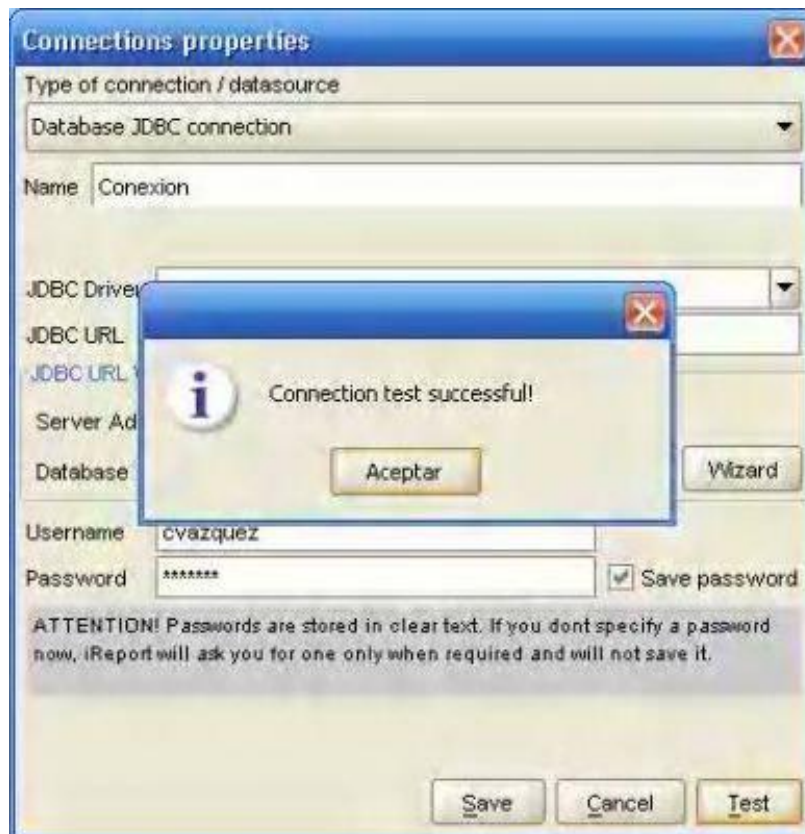 Connections properties
Type of connection / datasource
Database JDBC connection
Name Conexion
JDBC Driver
JDBC URL
JDBC URL
Connection test successful!
Server Ad
Aceptar
Database
Wizard
Username cvazquez
Password *******
Save password
ATTENTION! Passwords are stored in clear text. If you dont specify a password
now, iReport will ask you for one only when required and will not save it.
Save Cancel Test